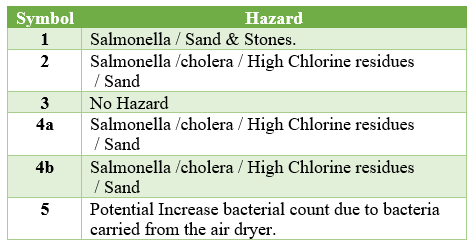 Symbol Hazard
1 Salmonella / Sand & Stones.
2 Salmonella /cholera / High Chlorine residues
/ Sand
3 No Hazard
4a Salmonella /cholera / High Chlorine residues
/ Sand
4b Salmonella /cholera / High Chlorine residues
/ Sand
5 Potential Increase bacterial count due to bacteria
carried from the air dryer.